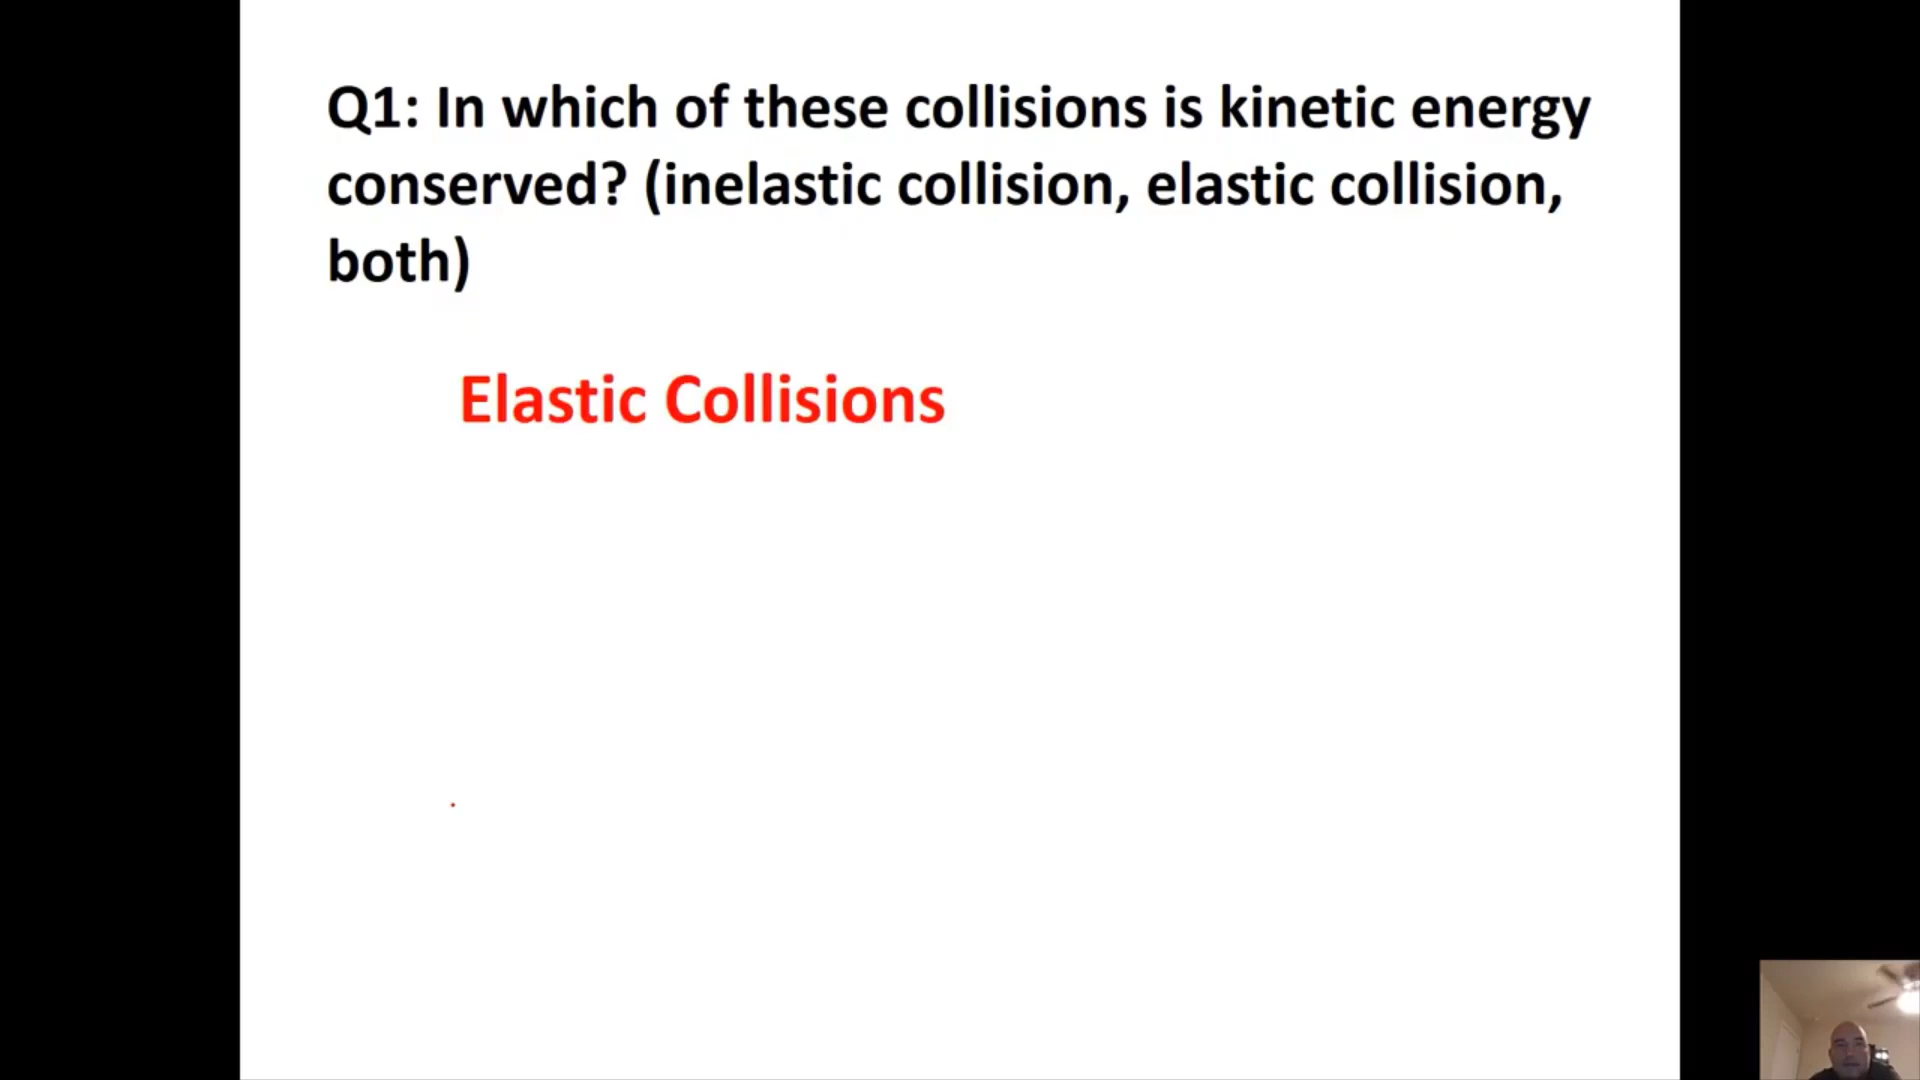 Q1: In which of these collisions is kinetic energy
conserved? (inelastic collision, elastic collision,
both)
Elastic Collisions